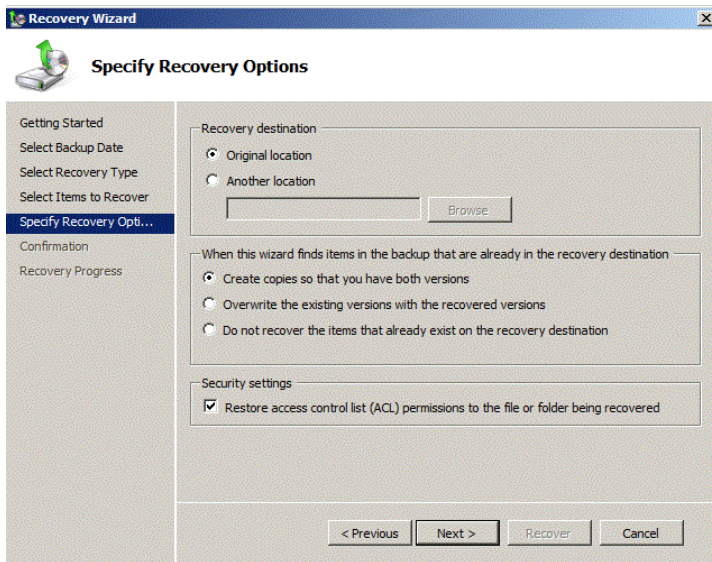 Recovery Wizard
Specify Recovery Options
Getting Started
Select Backup Date
Select Recovery Type
Select Items to Recover
Specify Recovery Opti...
Confirmation
Recovery Progress
Recovery destination
Original location
Another location
Browse
When this wizard finds items in the backup that are already in the recovery destination
Create copies so that you have both versions
Overwrite the existing versions with the recovered versions
Do not recover the items that already exist on the recovery destination
Security settings
Restore access control list (ACL) permissions to the file or folder being recovered
< Previous Next > Recover Cancel